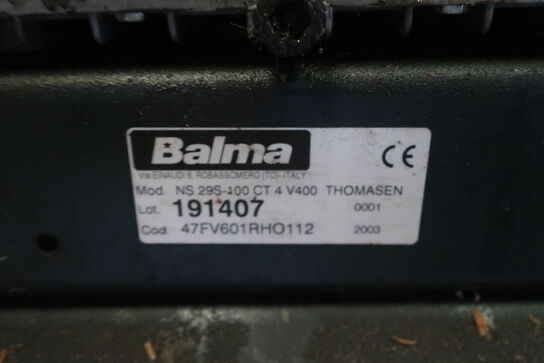 Balma
CE
Via EINAUDI 6, ROBASSOMERO (TO)- ITALY
Mod. NS 29S-100 CT 4 V400 THOMASEN
Lot. 191407 0001
Cod. 47FV601RHO112 2003